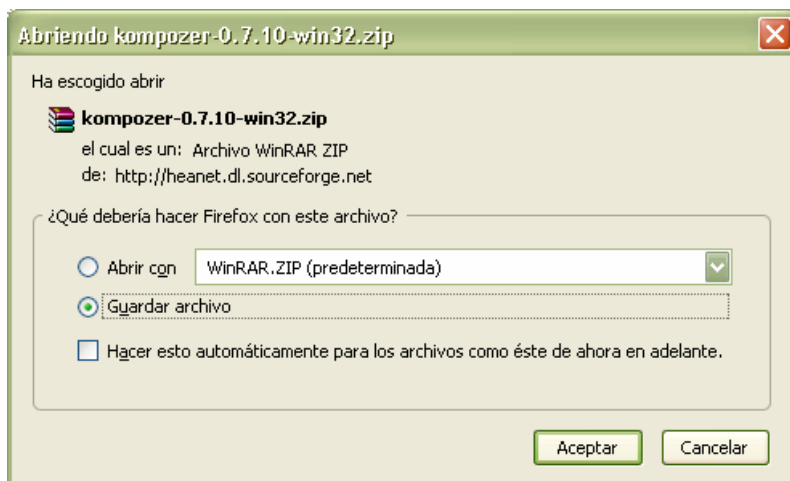 Abriendo kompozer-0.7.10-win32.zip
Ha escogido abrir
kompozer-0.7.10-win32.zip
el cual es un: Archivo WinRAR ZIP
de: http://heanet.dl.sourceforge.net
¿Qué debería hacer Firefox con este archivo?
Abrir con WinRAR.ZIP (predeterminada)
Guardar archivo
Hacer esto automáticamente para los archivos como éste de ahora en adelante.
Aceptar Cancelar